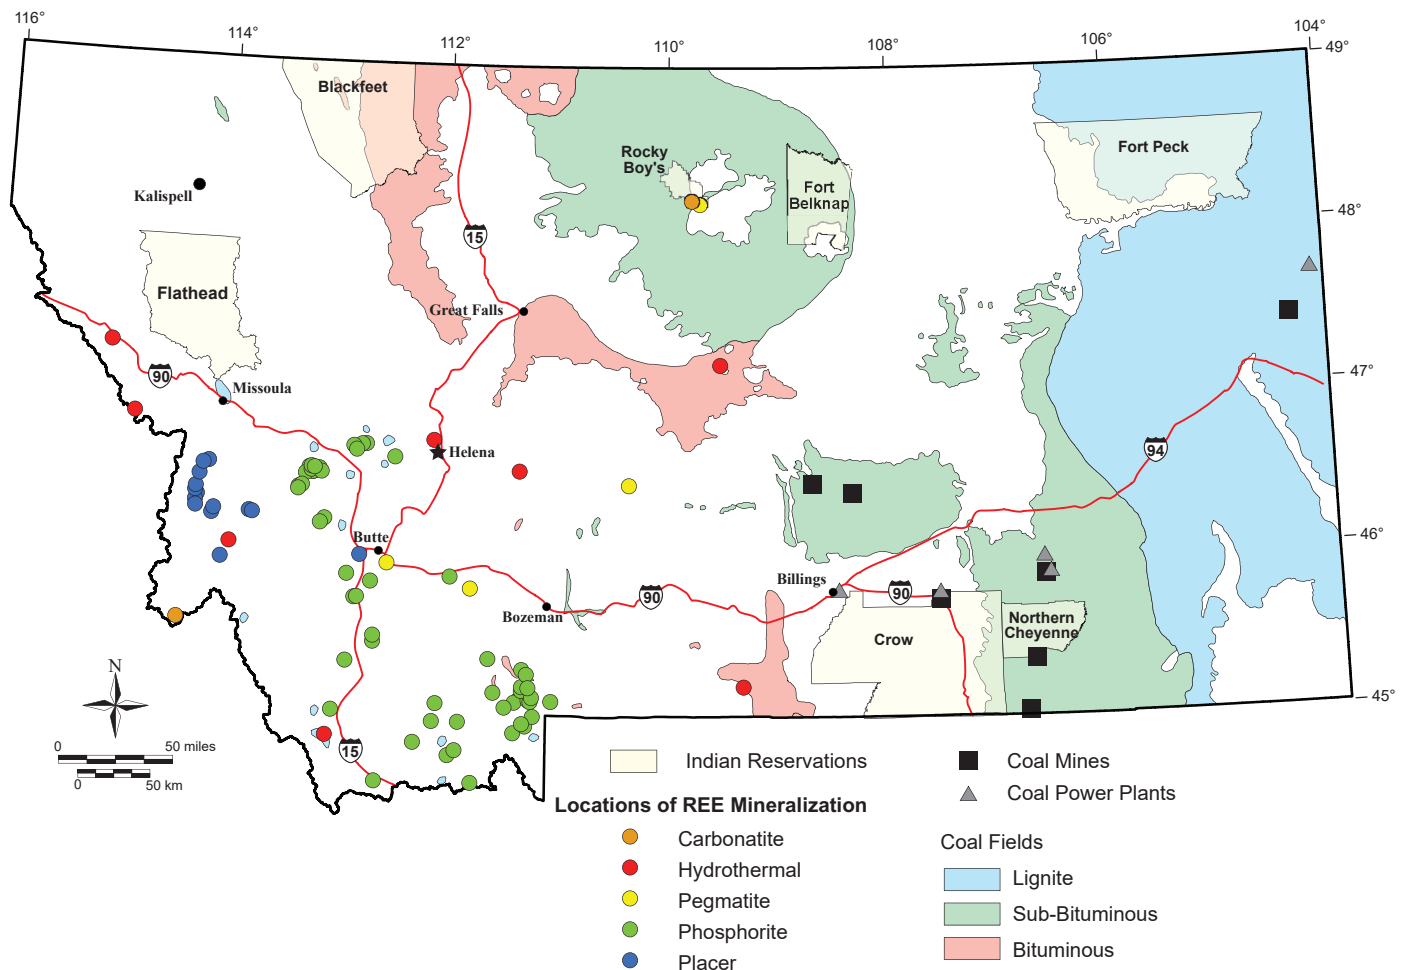 116°
114°
112°
110°
108°
106°
104°
49°
Blackfeet
Rocky
Boy's
Fort
Belknap
Fort Peck
Kalispell
48°
15
Flathead
Great Falls
90
Missoula
47°
Helena
94
Butte
46°
Billings
90
90
Bozeman
Northern
Cheyenne
Crow
N
45°
0
50 miles
0
50 km
15
Indian Reservations
Coal Mines
Coal Power Plants
Locations of REE Mineralization
Carbonatite
Hydrothermal
Pegmatite
Phosphorite
Placer
Coal Fields
Lignite
Sub-Bituminous
Bituminous